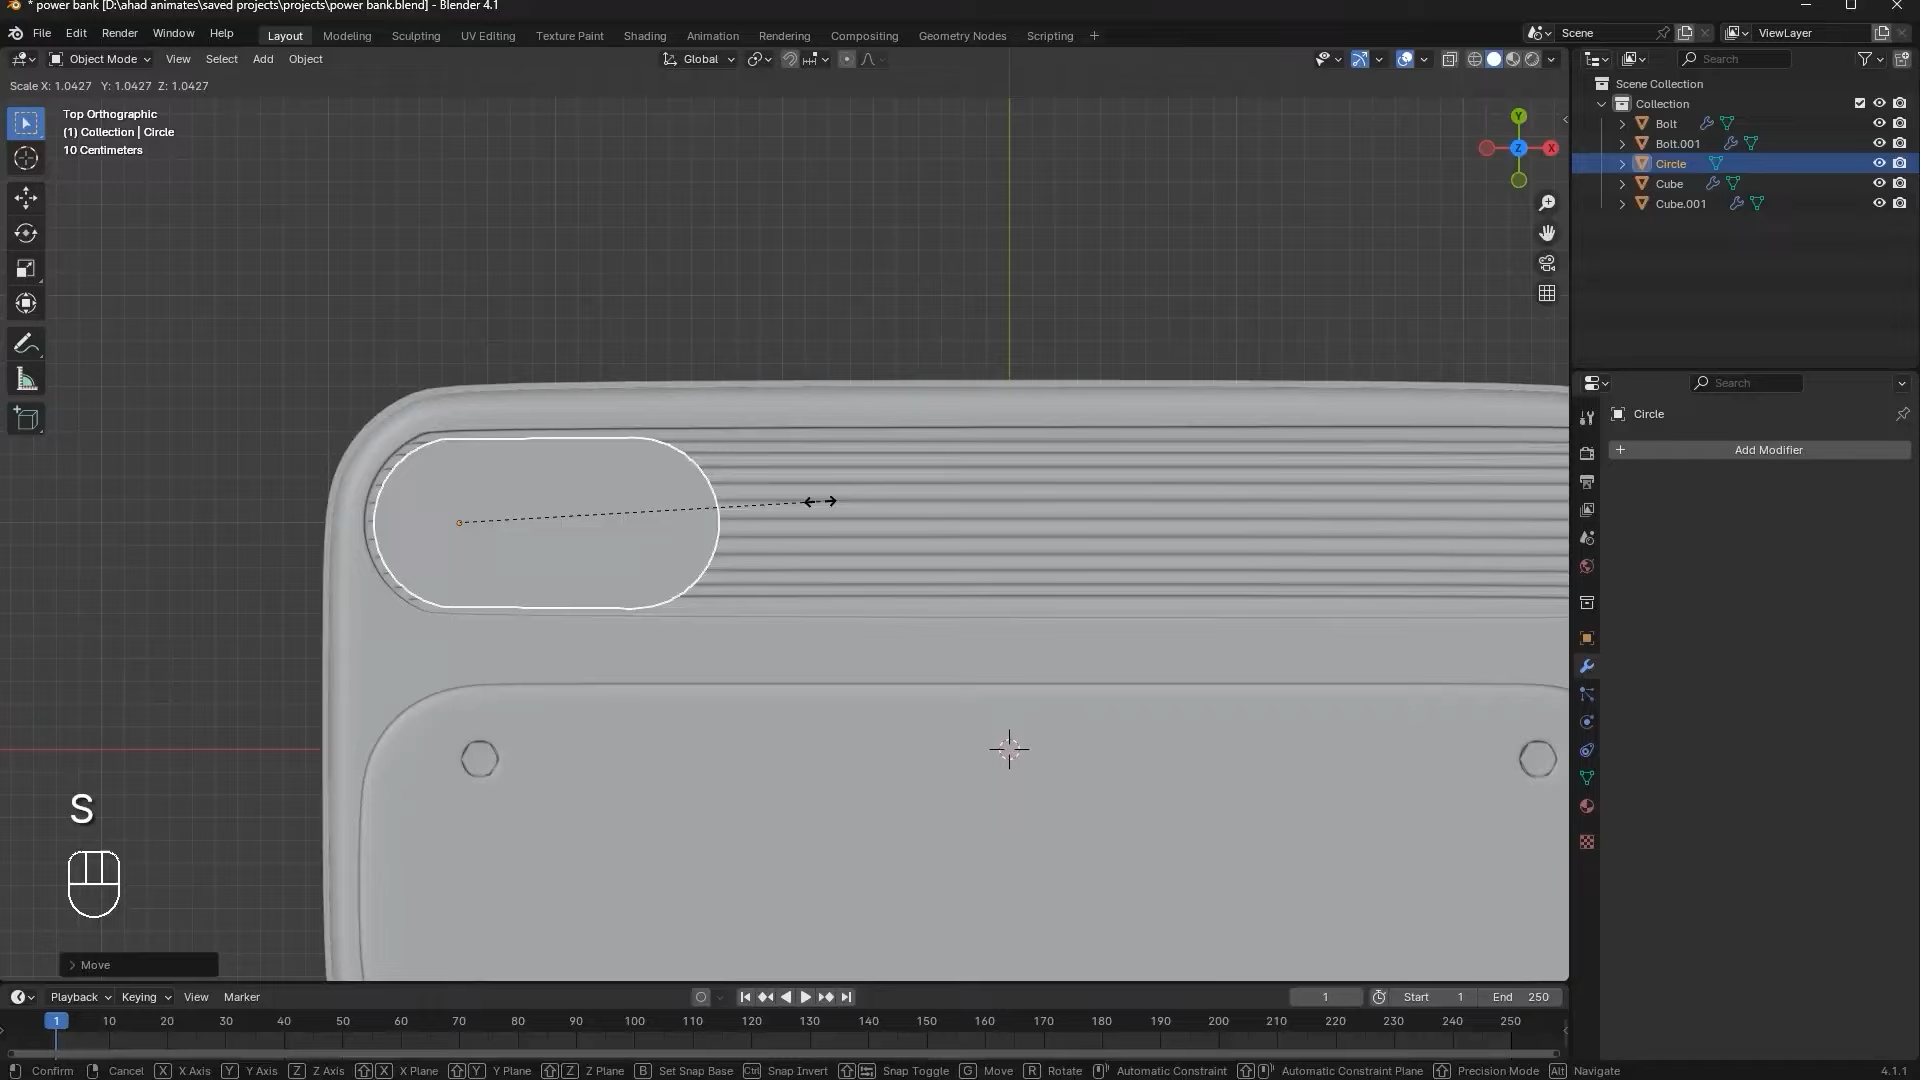 * power bank [D:\ahad animates\saved projects\projects\power bank.blend] - Blender 4.1
File Edit Render Window Help Layout Modeling Sculpting UV Editing Texture Paint Shading Animation Rendering Compositing Geometry Nodes Scripting + Scene ViewLayer
Object Mode View Select Add Object Global Search
Scale X: 1.0427 Y: 1.0427 Z: 1.0427
Scene Collection
Collection
Bolt
Bolt.001
Circle
Cube
Cube.001
Top Orthographic
(1) Collection | Circle
10 Centimeters
Y
Z X
Search
Circle
+ Add Modifier
S
> Move
Playback Keying View Marker 1 Start 1 End 250
1 10 20 30 40 50 60 70 80 90 100 110 120 130 140 150 160 170 180 190 200 210 220 230 240 250
Confirm Cancel X X Axis Y Y Axis Z Z Axis X X Plane Y Y Plane Z Z Plane B Set Snap Base Ctrl Snap Invert Snap Toggle G Move R Rotate Automatic Constraint Automatic Constraint Plane Precision Mode Alt Navigate 4.1.1